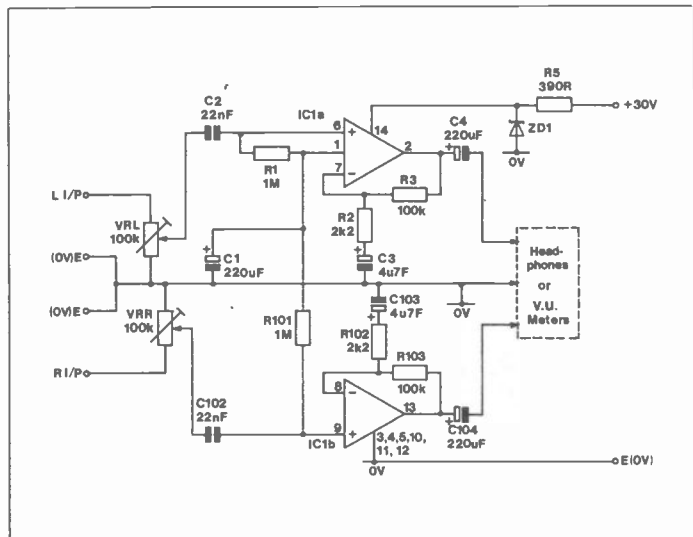 C2
22nF
IC1a
6
+
1
7
−
14
2
R1
1M
R3
100k
R2
2k2
+
C3
4u7F
C4
220uF
+
R5
390R
+30V
ZD1
0V
L I/P
VRL
100k
(0V)E
(0V)E
VRR
100k
R I/P
+
C1
220uF
R101
1M
C103
4u7F
+
R102
2k2
R103
100k
0V
Head-
phones
or
V.U.
Meters
C102
22nF
8
−
9
+
IC1b
13
3,4,5,10,
11, 12
0V
+
C104
220uF
E(0V)